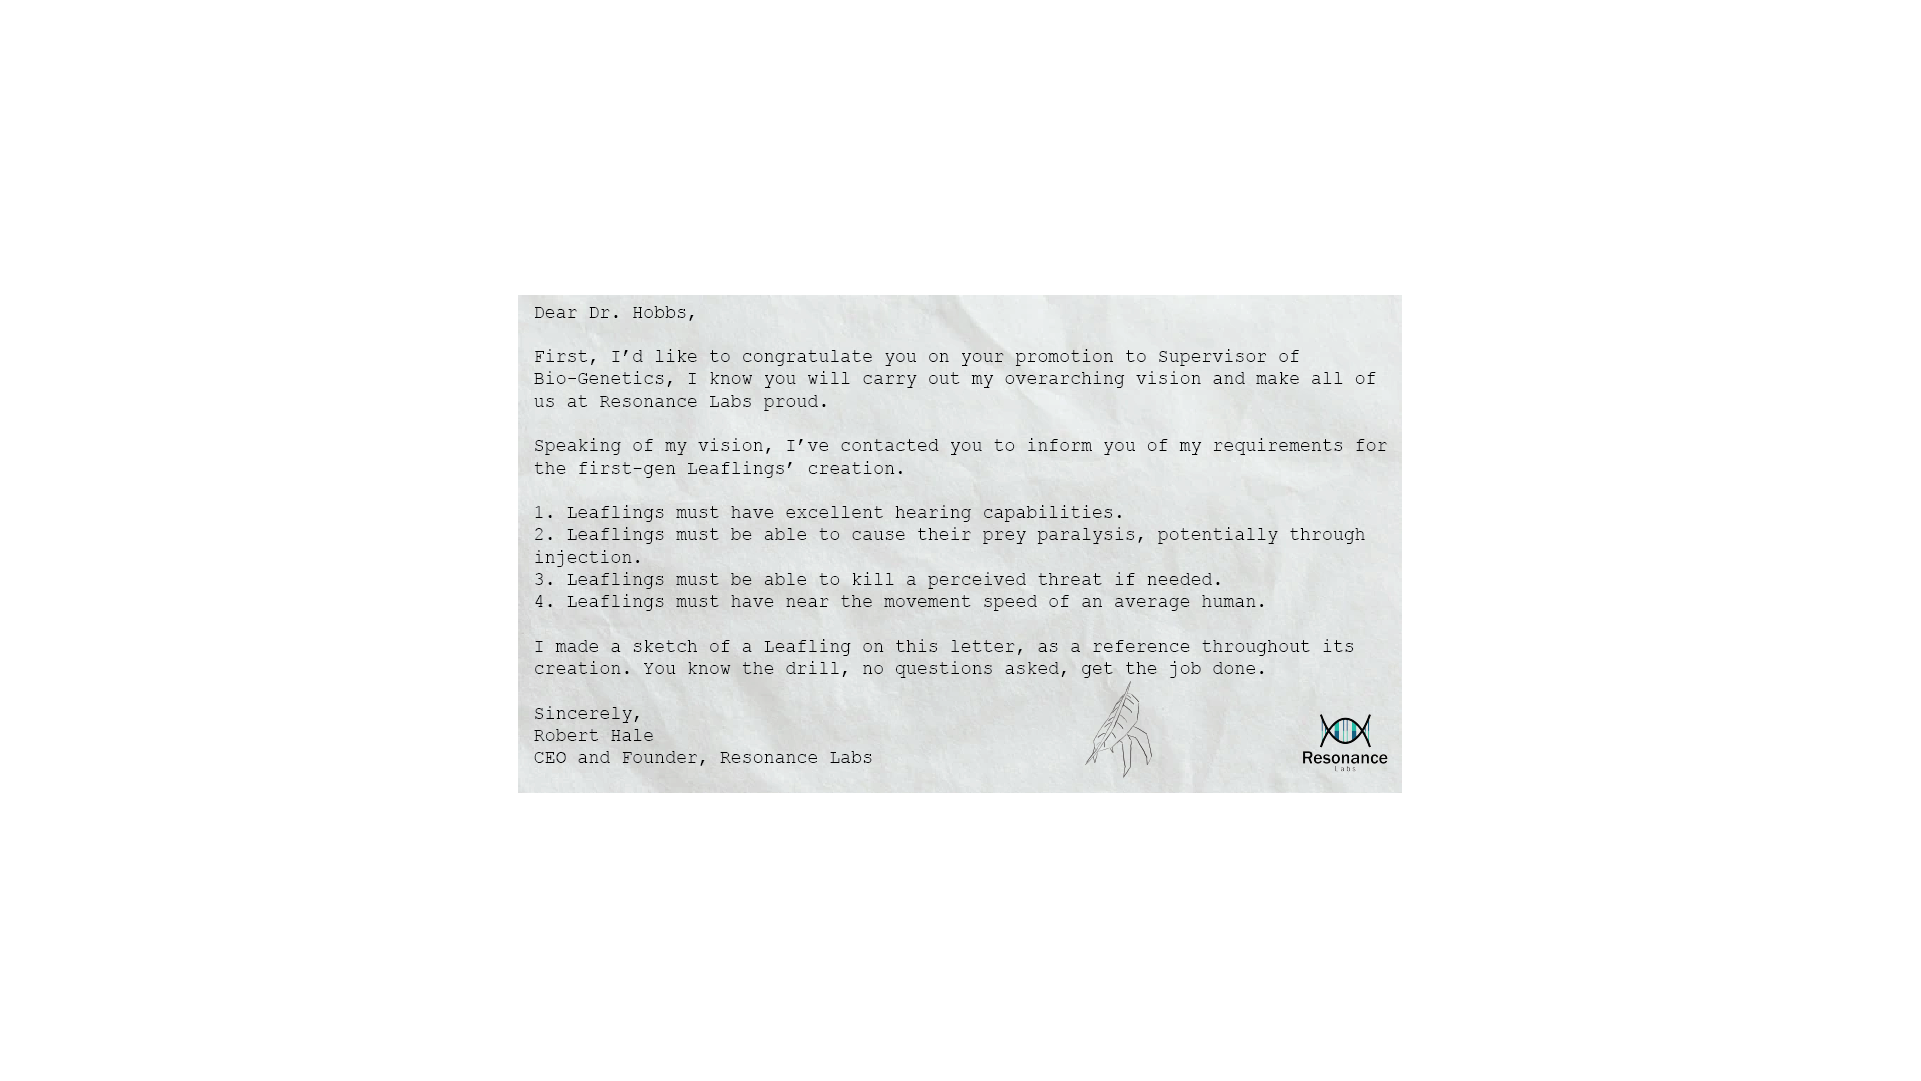 Dear Dr. Hobbs,
First, I’d like to congratulate you on your promotion to Supervisor of
Bio-Genetics, I know you will carry out my overarching vision and make all of
us at Resonance Labs proud.
Speaking of my vision, I’ve contacted you to inform you of my requirements for
the first-gen Leaflings’ creation.
1. Leaflings must have excellent hearing capabilities.
2. Leaflings must be able to cause their prey paralysis, potentially through
injection.
3. Leaflings must be able to kill a perceived threat if needed.
4. Leaflings must have near the movement speed of an average human.
I made a sketch of a Leafling on this letter, as a reference throughout its
creation. You know the drill, no questions asked, get the job done.
Sincerely,
Robert Hale
CEO and Founder, Resonance Labs
Resonance
Labs